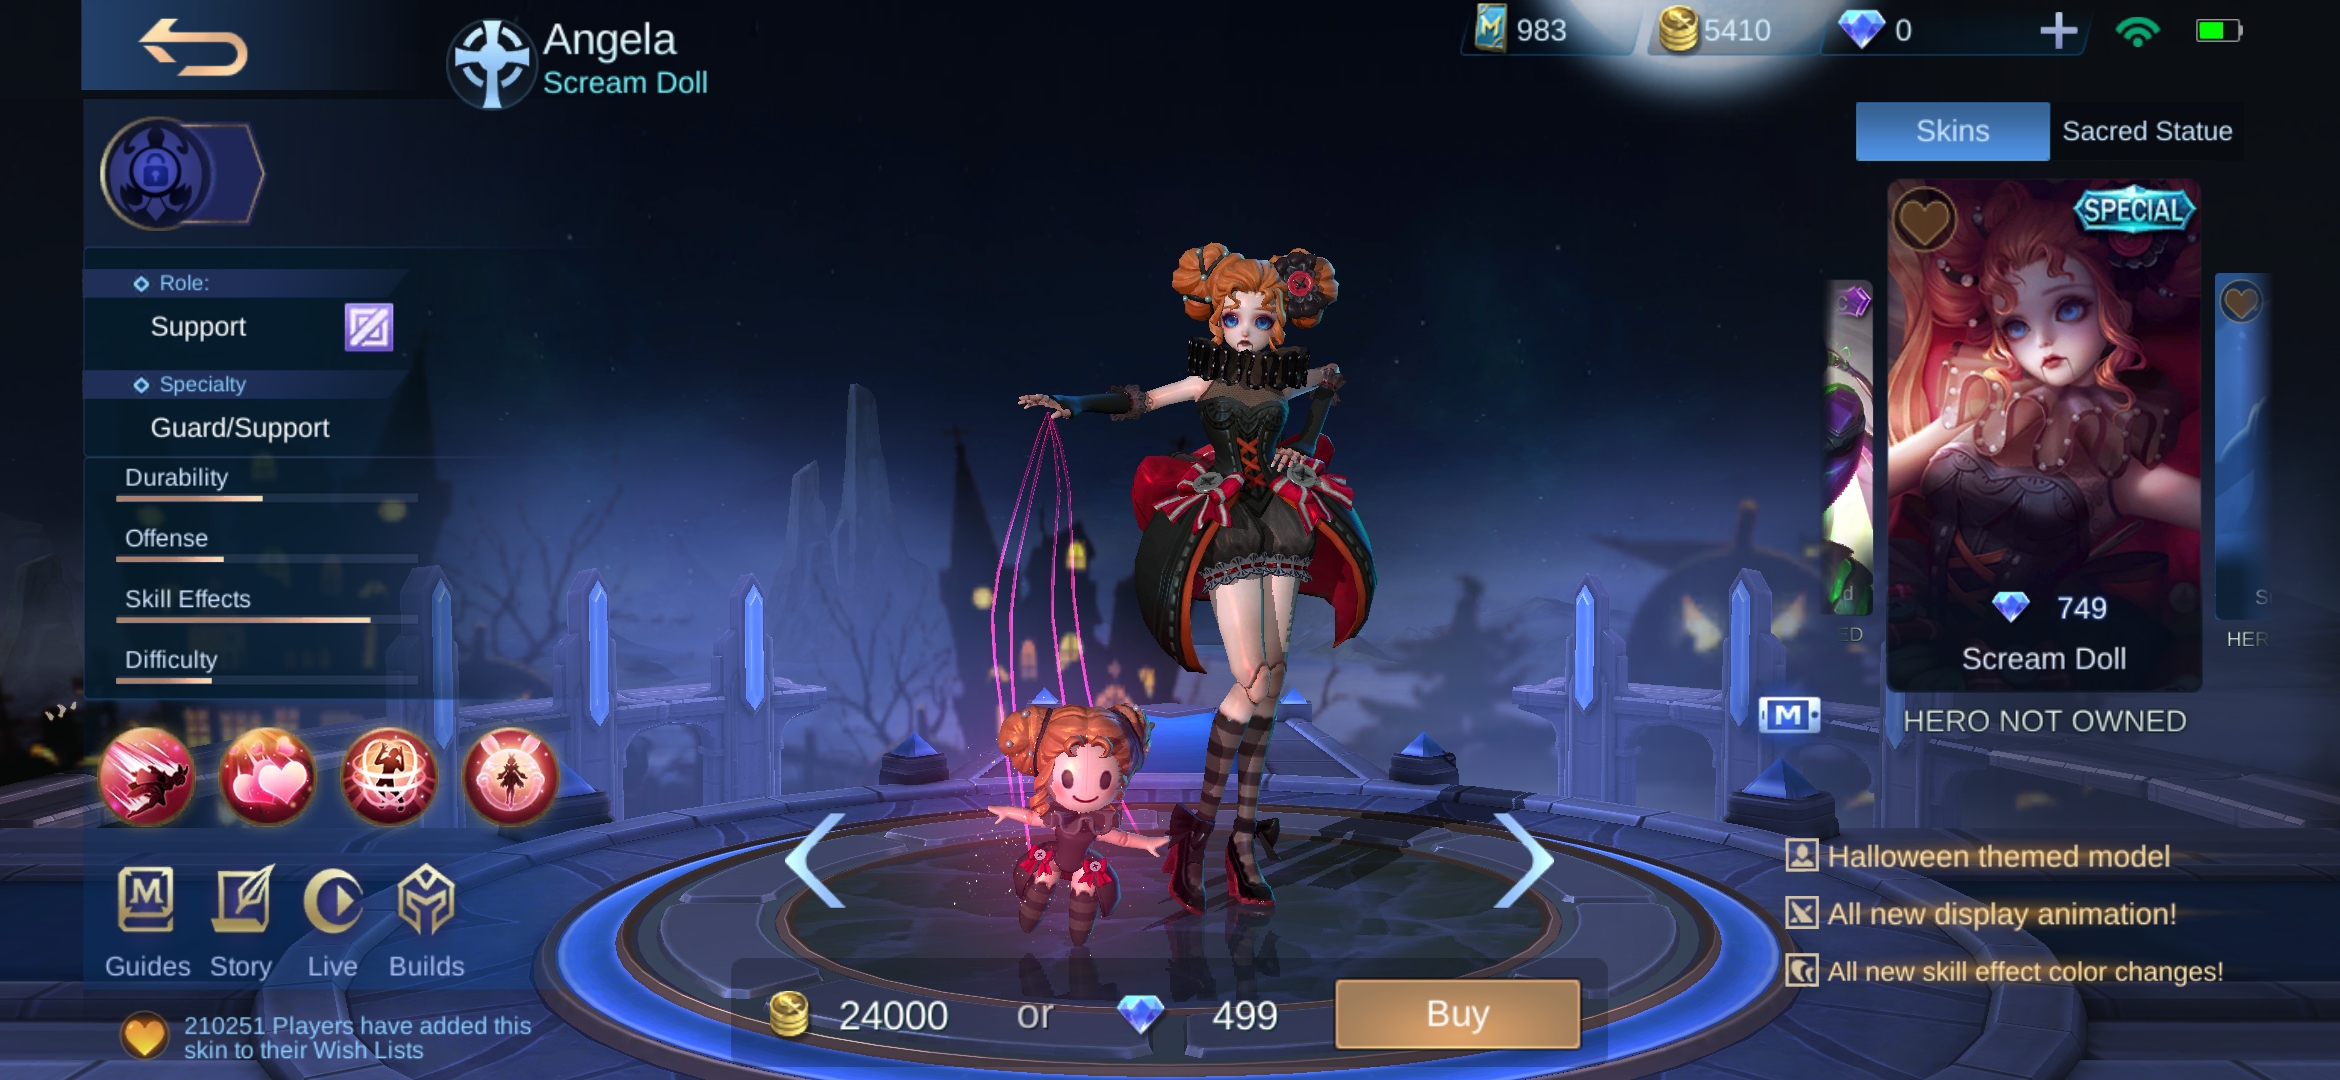 Angela
Scream Doll
983
5410
0
Skins
Sacred Statue
Role:
Support
Specialty
Guard/Support
Durability
Offense
Skill Effects
Difficulty
SPECIAL
749
Scream Doll
HERO NOT OWNED
M
Halloween themed model
All new display animation!
All new skill effect color changes!
Guides
Story
Live
Builds
210251 Players have added this
skin to their Wish Lists
24000 or 499
Buy